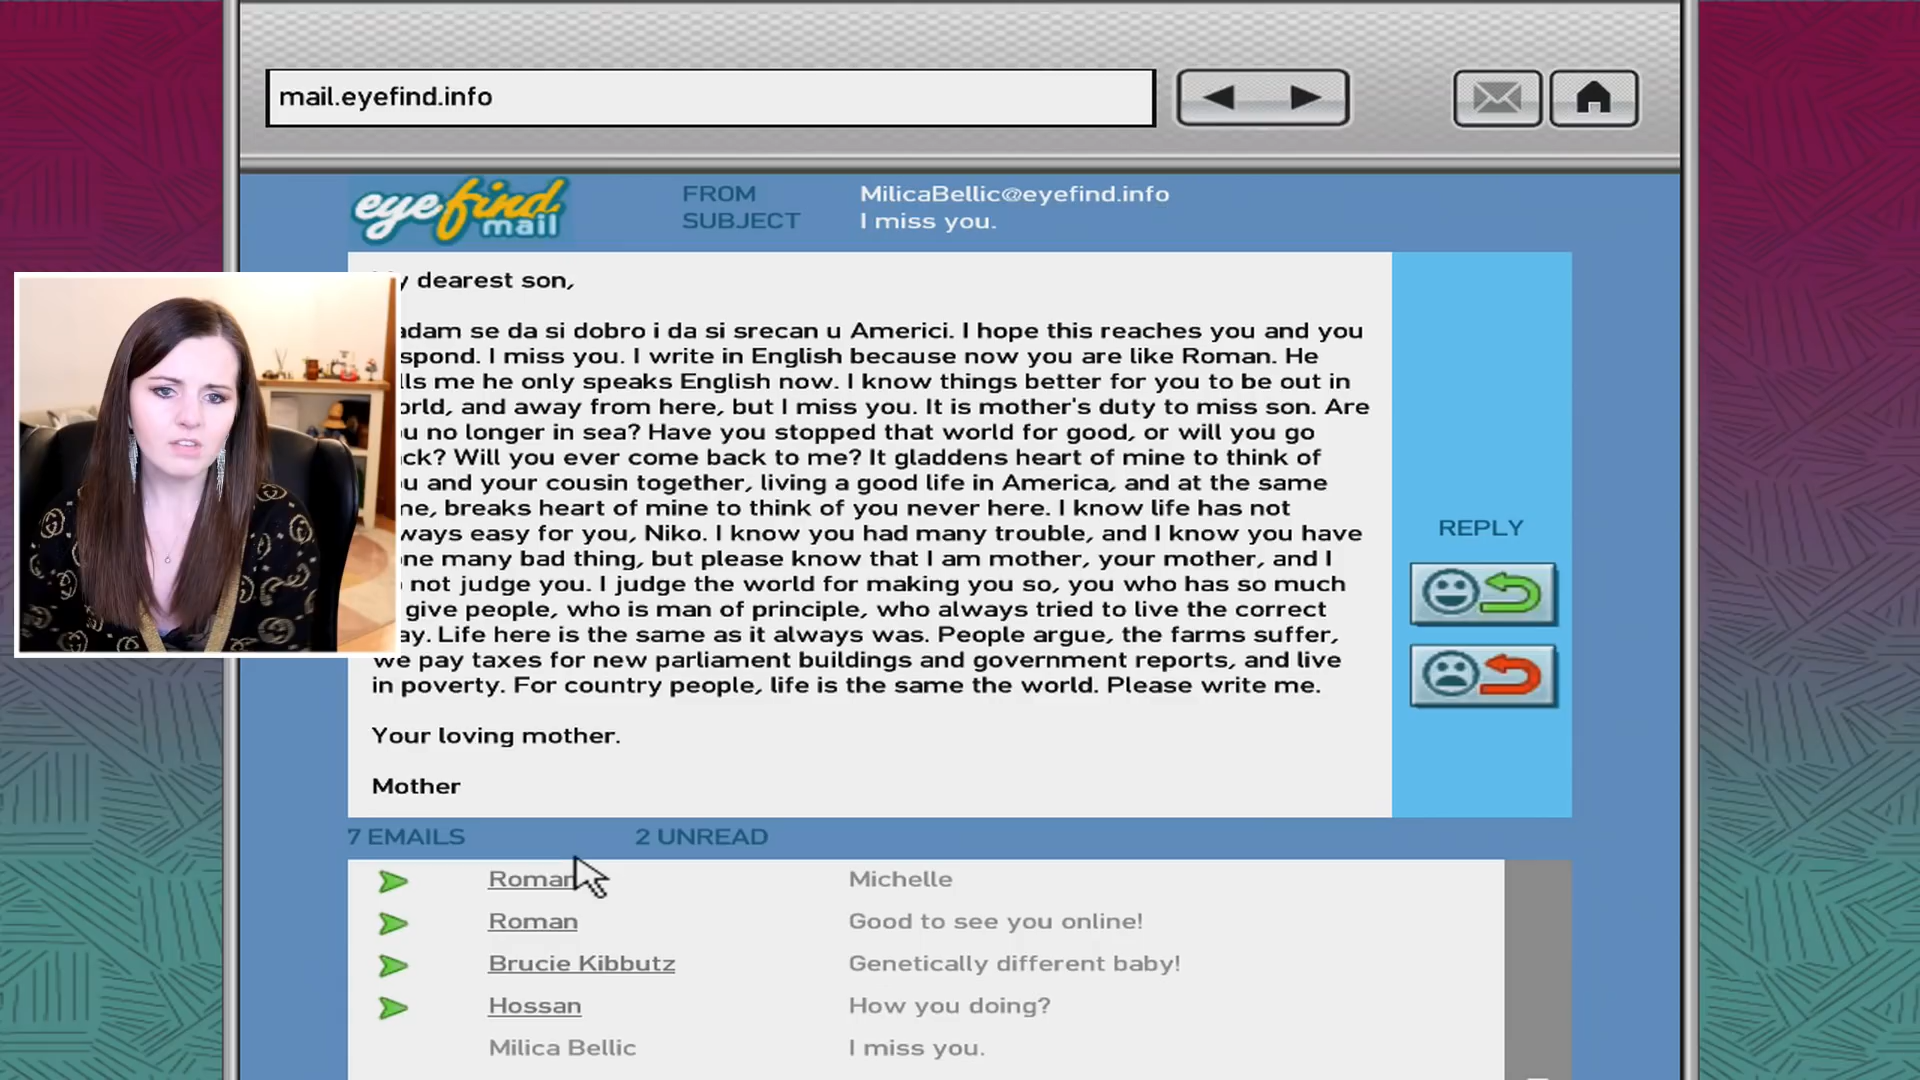 mail.eyefind.info
eyefind mail
FROM MilicaBellic@eyefind.info
SUBJECT I miss you.
dearest son,
se da si dobro i da si srecan u Americi. I hope this reaches you and you
I miss you. I write in English because now you are like Roman. He
me he only speaks English now. I know things better for you to be out in
and away from here, but I miss you. It is mother's duty to miss son. Are
no longer in sea? Have you stopped that world for good, or will you go
Will you ever come back to me? It gladdens heart of mine to think of
and your cousin together, living a good life in America, and at the same
breaks heart of mine to think of you never here. I know life has not
easy for you, Niko. I know you had many trouble, and I know you have
many bad thing, but please know that I am mother, your mother, and I
not judge you. I judge the world for making you so, you who has so much
give people, who is man of principle, who always tried to live the correct
Life here is the same as it always was. People argue, the farms suffer,
we pay taxes for new parliament buildings and government reports, and live
in poverty. For country people, life is the same the world. Please write me.
Your loving mother.
Mother
REPLY
7 EMAILS 2 UNREAD
Roman Michelle
Roman Good to see you online!
Brucie Kibbutz Genetically different baby!
Hossan How you doing?
Milica Bellic I miss you.